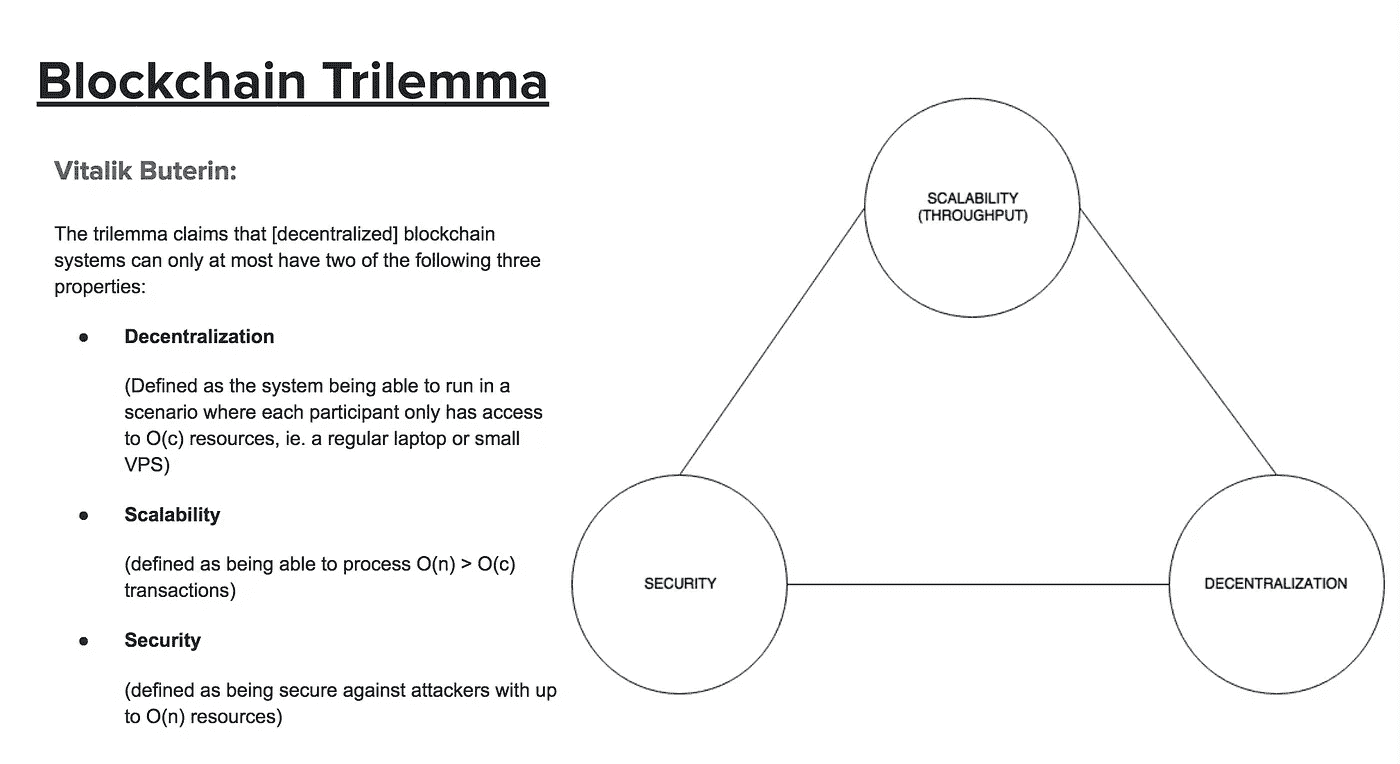 Blockchain Trilemma
Vitalik Buterin:
The trilemma claims that [decentralized] blockchain
systems can only at most have two of the following three
properties:
● Decentralization
(Defined as the system being able to run in a
scenario where each participant only has access
to O(c) resources, ie. a regular laptop or small
VPS)
● Scalability
(defined as being able to process O(n) > O(c)
transactions)
● Security
(defined as being secure against attackers with up
to O(n) resources)
SCALABILITY
(THROUGHPUT)
SECURITY
DECENTRALIZATION